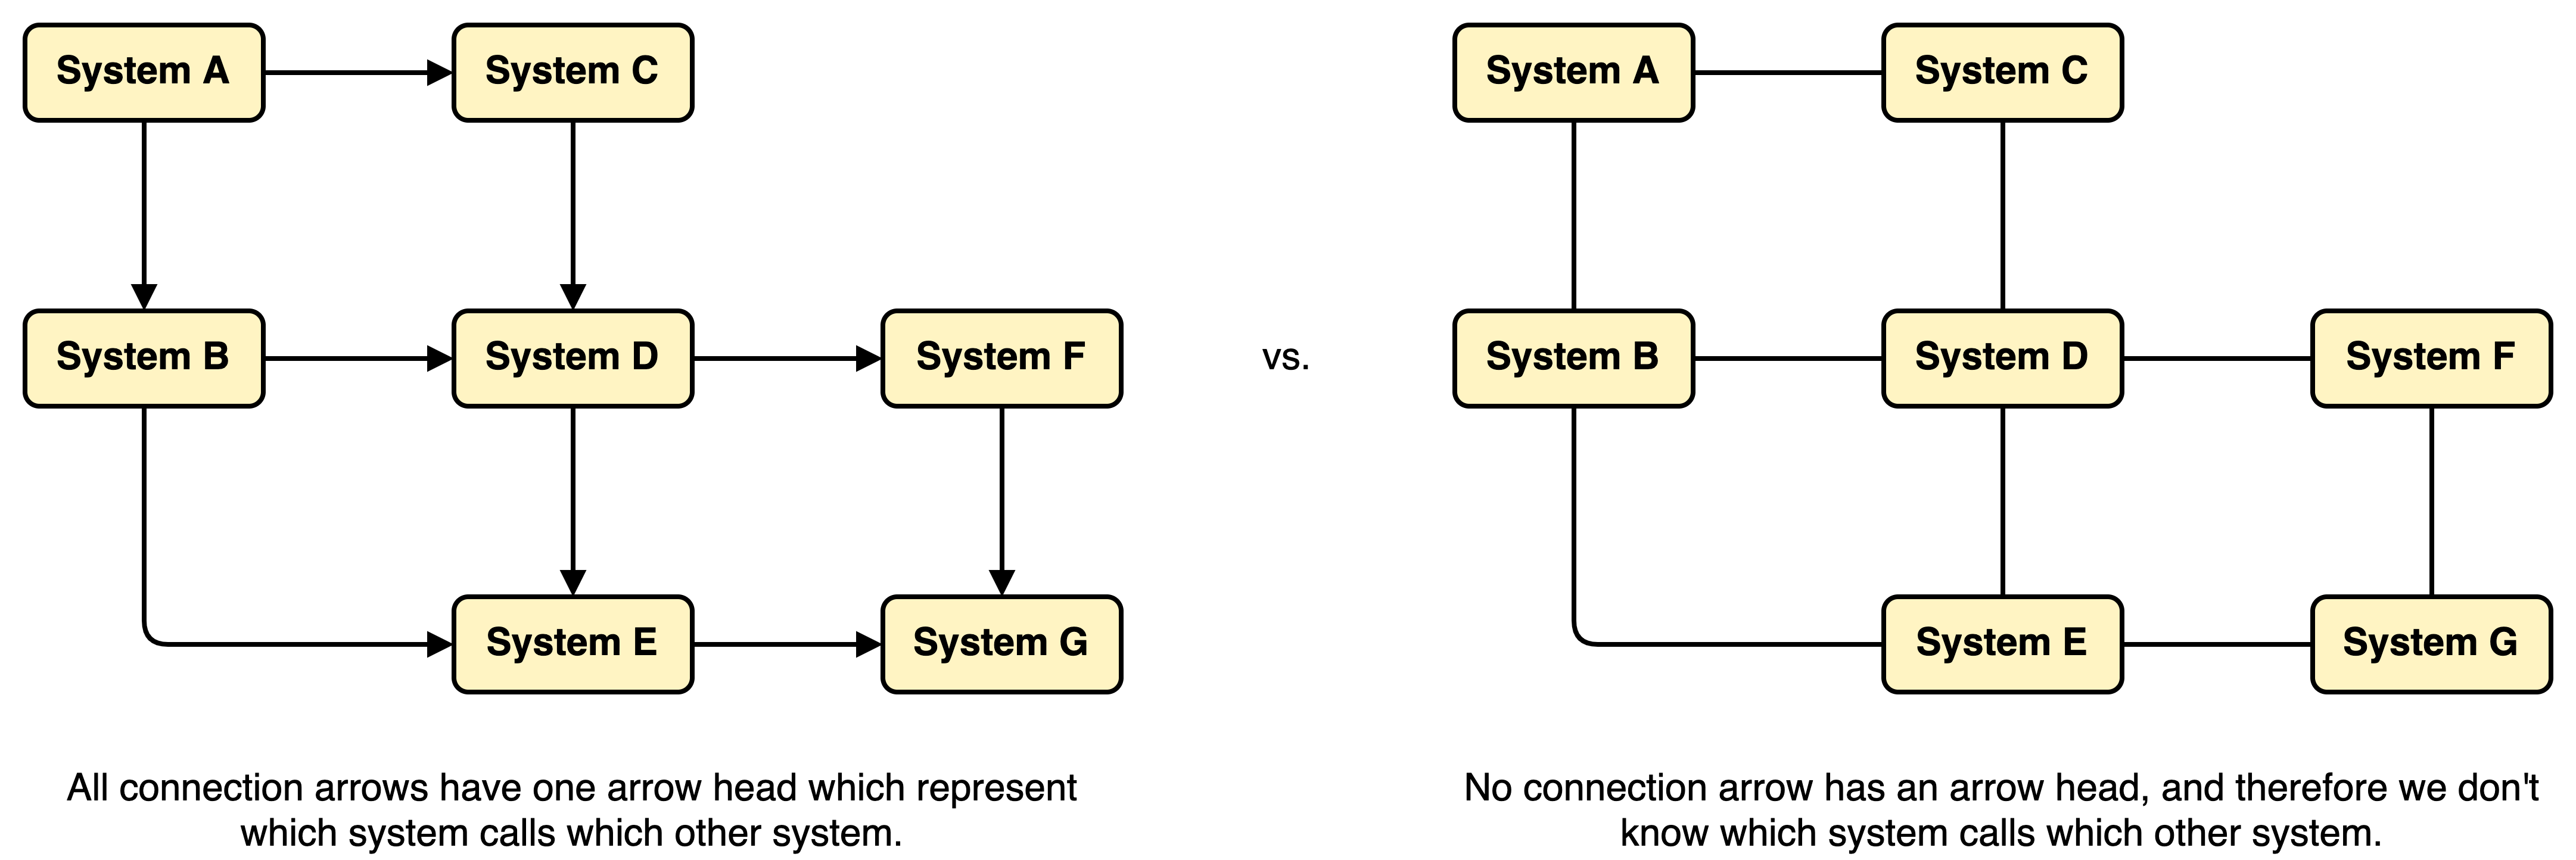 System A
System C
System A
System C
System B
System D
System F
vs.
System B
System D
System F
System E
System G
System E
System G
All connection arrows have one arrow head which represent
which system calls which other system.
No connection arrow has an arrow head, and therefore we don't
know which system calls which other system.